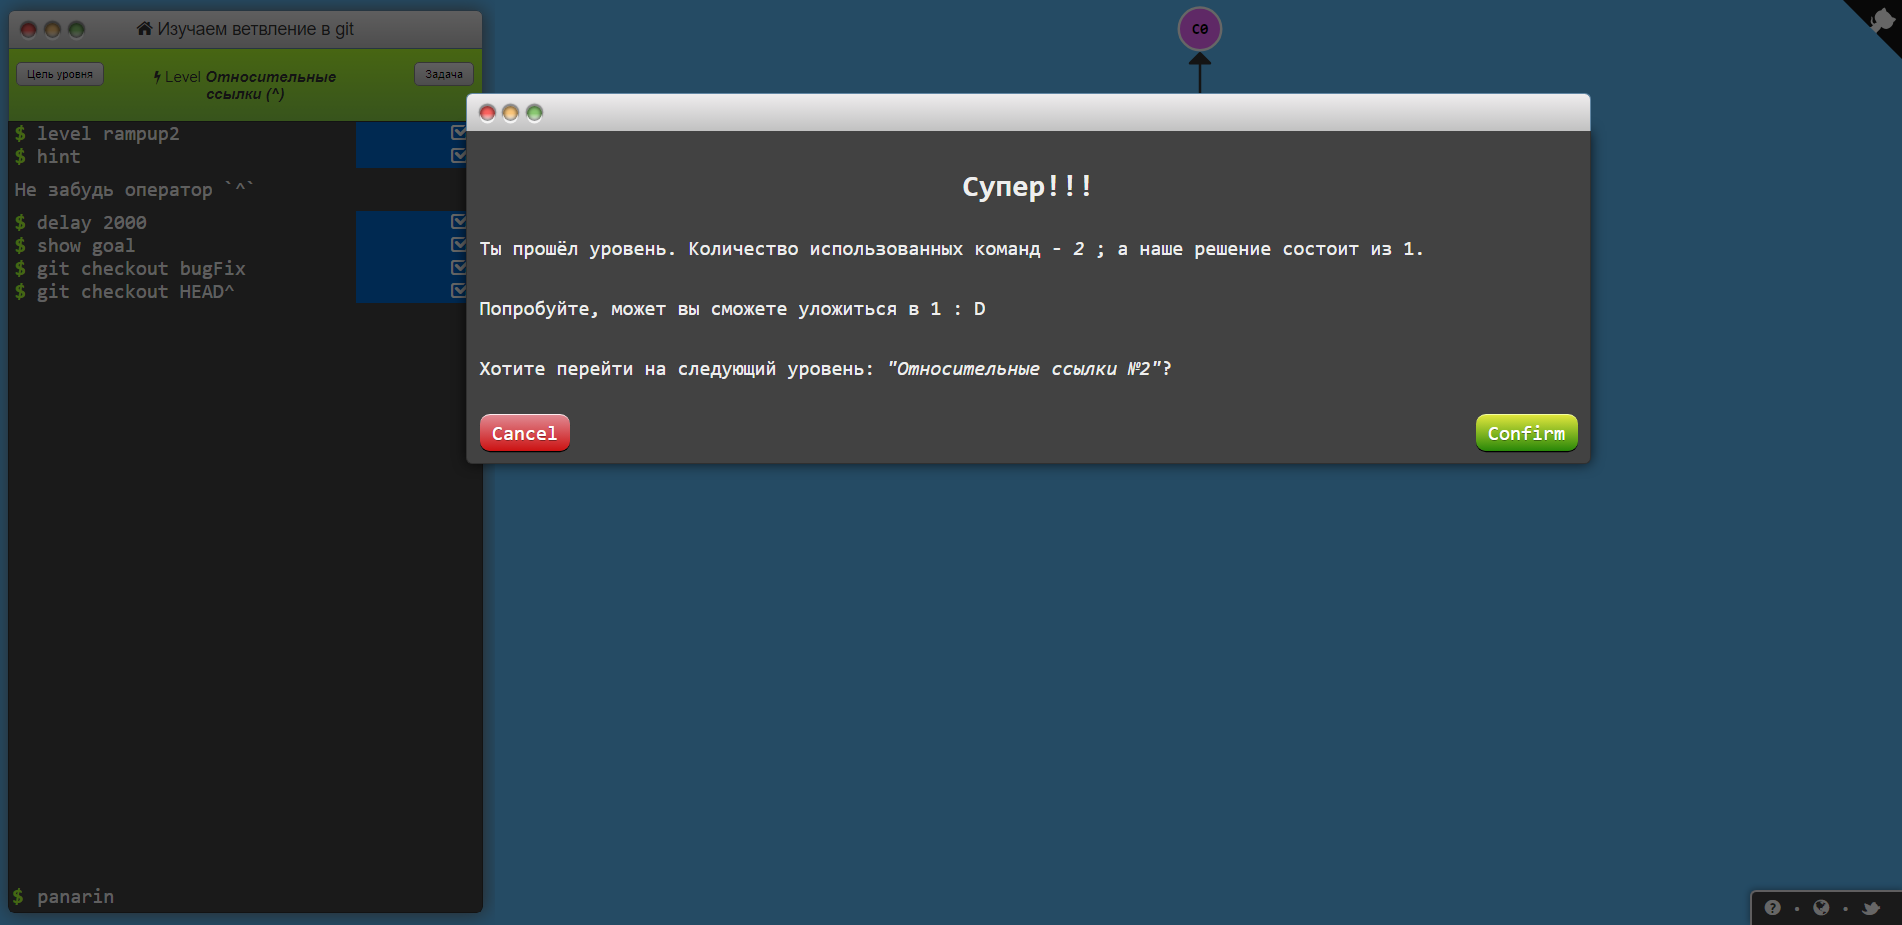 Изучаем ветвление в git
Цель уровня
Level Относительные
ссылки (^)
Задача
$ level rampup2
$ hint
Не забудь оператор `^`
$ delay 2000
$ show goal
$ git checkout bugFix
$ git checkout HEAD^
$ panarin
C0
Супер!!!
Ты прошёл уровень. Количество использованных команд - 2 ; а наше решение состоит из 1.
Попробуйте, может вы сможете уложиться в 1 : D
Хотите перейти на следующий уровень: "Относительные ссылки №2"?
Cancel
Confirm